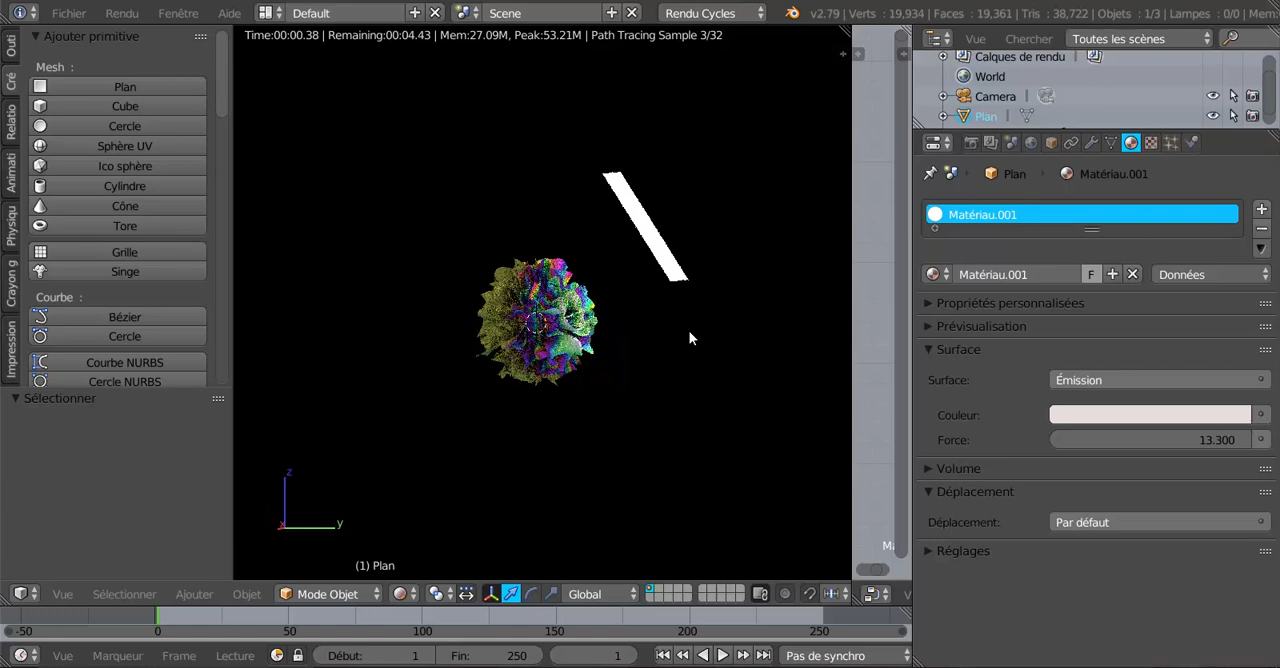 Fichier Rendu Fenêtre Aide Default Scene Rendu Cycles v2.79 | Verts : 19,934 | Faces : 19,361 | Tris : 38,722 | Objets : 1/3 | Lampes : 0/0 | Mem:
Ajouter primitive
Time:00:00.38 | Remaining:00:04.43 | Mem:27.09M, Peak:53.21M | Path Tracing Sample 3/32
Vue Chercher Toutes les scènes
Outi
Cré
Relatio
Animati
Physiqu
Crayon g
Impression
Mesh :
Plan
Cube
Cercle
Sphère UV
Ico sphère
Cylindre
Cône
Tore
Grille
Singe
Courbe :
Bézier
Cercle
Courbe NURBS
Cercle NURBS
Sélectionner
z
y
x
(1) Plan
Calques de rendu
World
Camera
Plan
Plan Matériau.001
Matériau.001
Matériau.001 F Données
Propriétés personnalisées
Prévisualisation
Surface
Surface: Émission
Couleur:
Force: 13.300
Volume
Déplacement
Déplacement: Par défaut
Réglages
Vue Sélectionner Ajouter Objet Mode Objet Global
-50 0 50 100 150 200 250
Vue Marqueur Frame Lecture Début: 1 Fin: 250 1 Pas de synchro